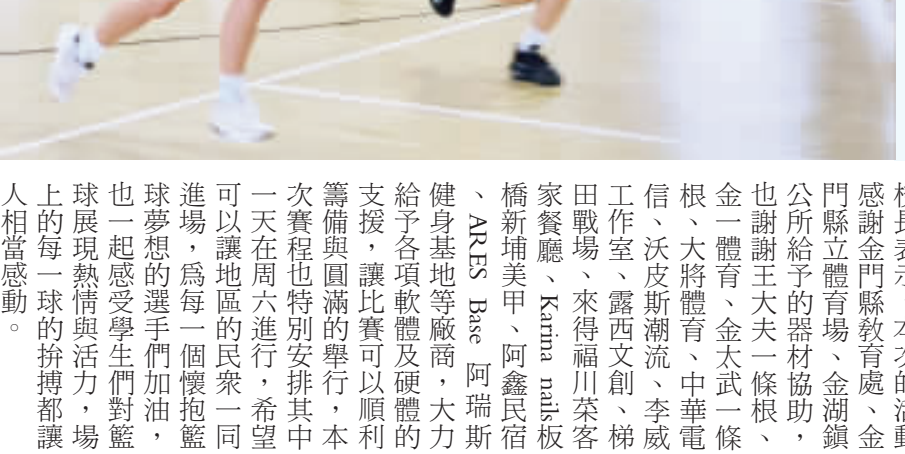 校長表示，本次的活動
感謝金門縣敎育處、金
門縣立體育場、金湖鎮
公所給予的器材協助，
也謝謝王大夫一條根、
金一體育、金太武一條
根、大將體育、中華電
信、沃皮斯潮流、李威
工作室、露西文創、梯
田戰場、來得福川菜客
家餐廳、Karina nails板
橋新埔美甲、阿鑫民宿
、ARES Base 阿瑞斯
健身基地等廠商，大力
給予各項軟體及硬體的
支援，讓比賽可以順利
籌備與圓滿的舉行，本
次賽程也特別安排其中
一天在周六進行，希望
可以讓地區的民衆一同
進場，爲每一個懷抱籃
球夢想的選手們加油，
也一起感受學生們對籃
球展現熱情與活力，場
上的每一球的拚搏都讓
人相當感動。